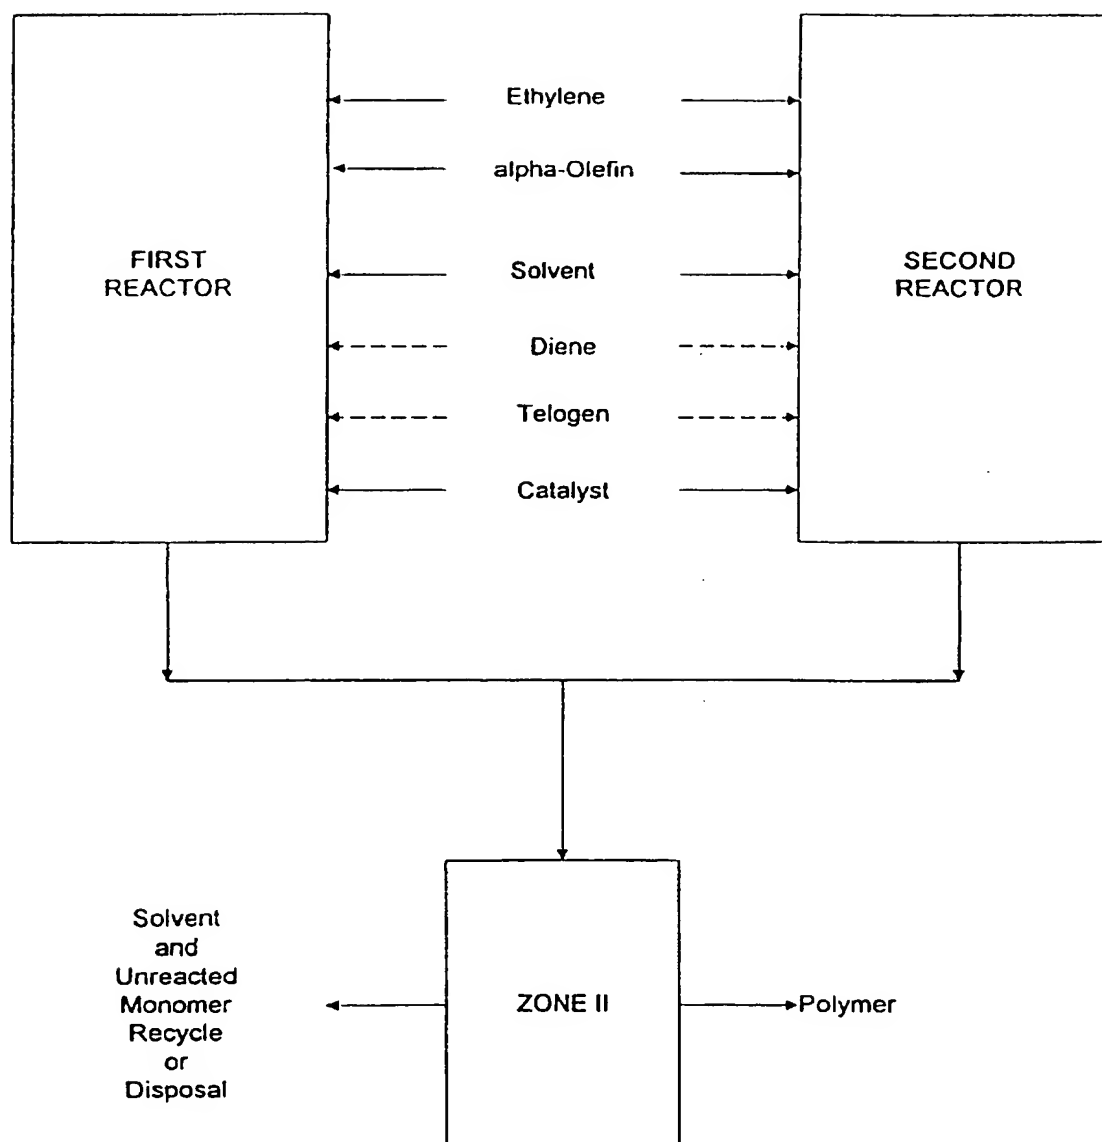 Ethylene
alpha-Olefin
FIRST
REACTOR
Solvent
SECOND
REACTOR
Diene
Telogen
Catalyst
Solvent
and
Unreacted
Monomer
Recycle
or
Disposal
ZONE II
Polymer